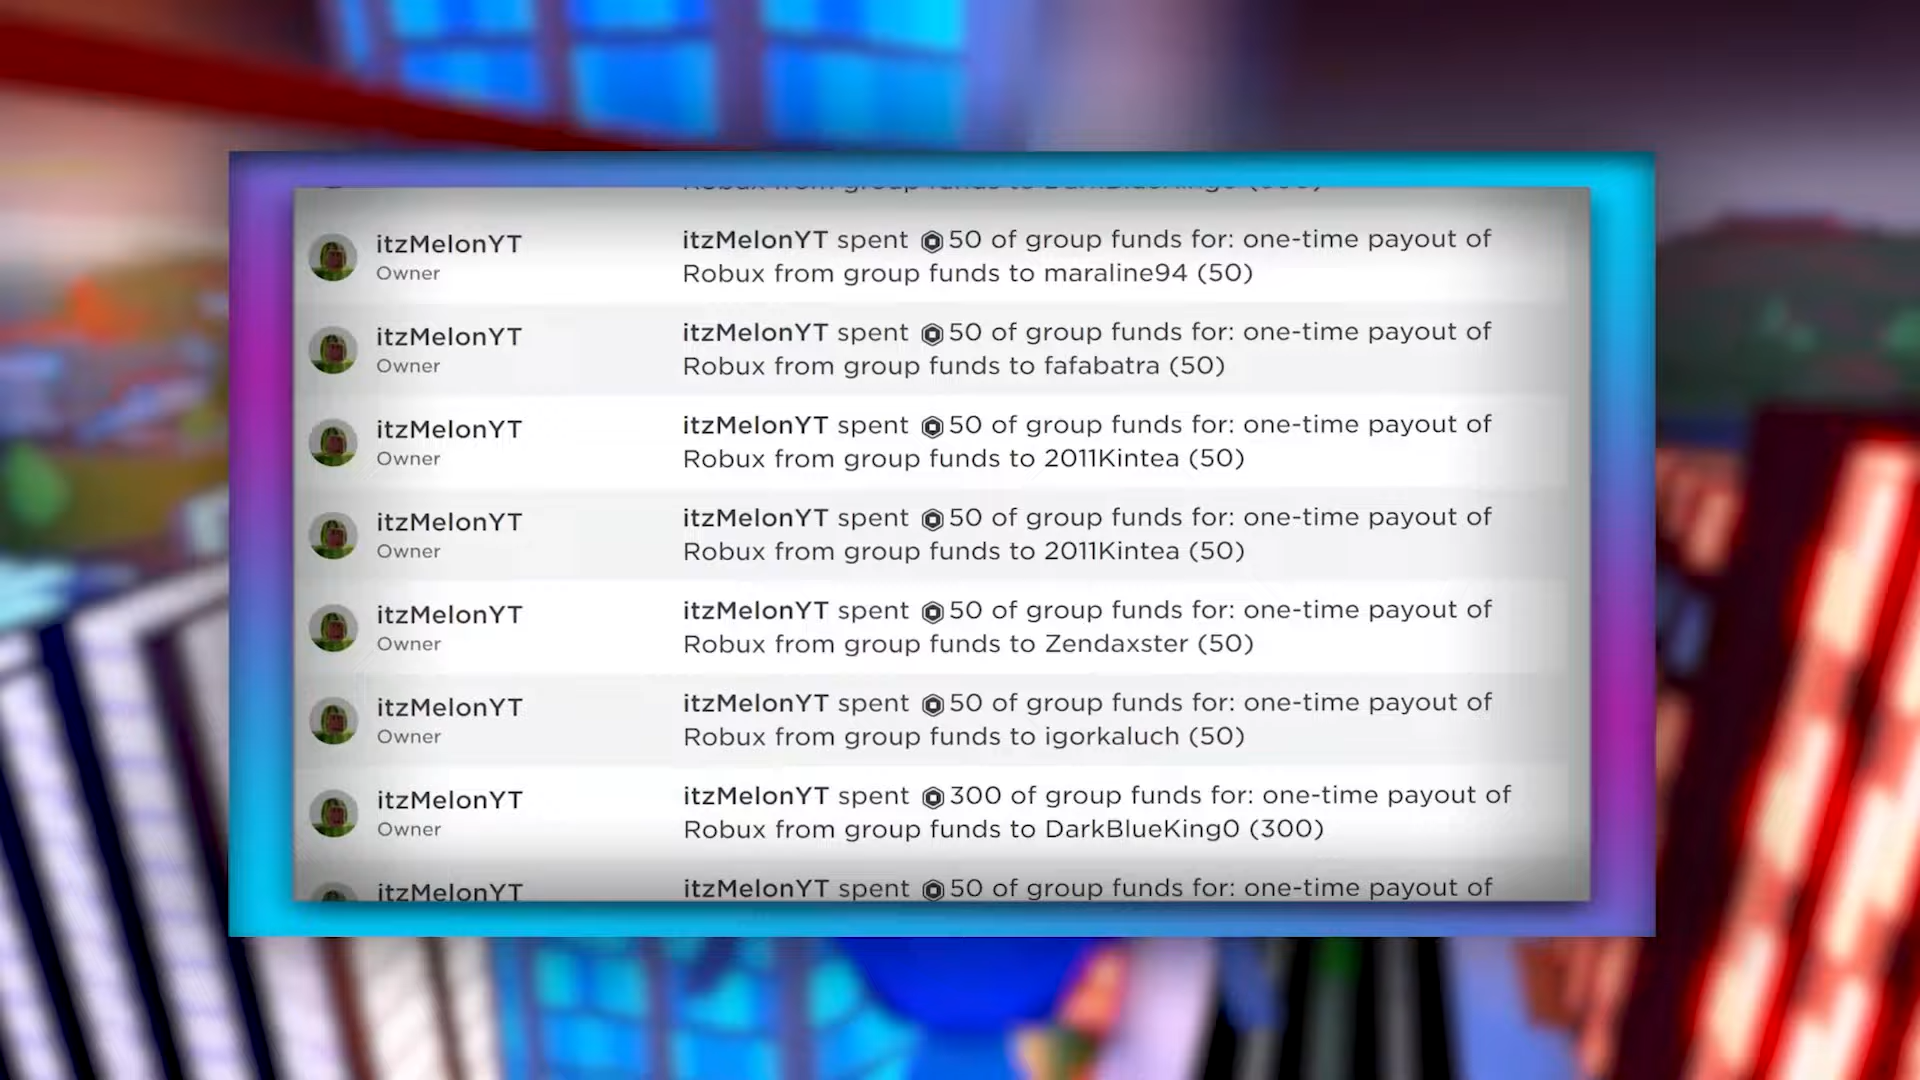 itzMelonYT
Owner
itzMelonYT spent 50 of group funds for: one-time payout of
Robux from group funds to maraline94 (50)
itzMelonYT
Owner
itzMelonYT spent 50 of group funds for: one-time payout of
Robux from group funds to fafabatra (50)
itzMelonYT
Owner
itzMelonYT spent 50 of group funds for: one-time payout of
Robux from group funds to 2011Kintea (50)
itzMelonYT
Owner
itzMelonYT spent 50 of group funds for: one-time payout of
Robux from group funds to 2011Kintea (50)
itzMelonYT
Owner
itzMelonYT spent 50 of group funds for: one-time payout of
Robux from group funds to Zendaxster (50)
itzMelonYT
Owner
itzMelonYT spent 50 of group funds for: one-time payout of
Robux from group funds to igorkaluch (50)
itzMelonYT
Owner
itzMelonYT spent 300 of group funds for: one-time payout of
Robux from group funds to DarkBlueKing0 (300)
itzMelonYT
itzMelonYT spent 50 of group funds for: one-time payout of